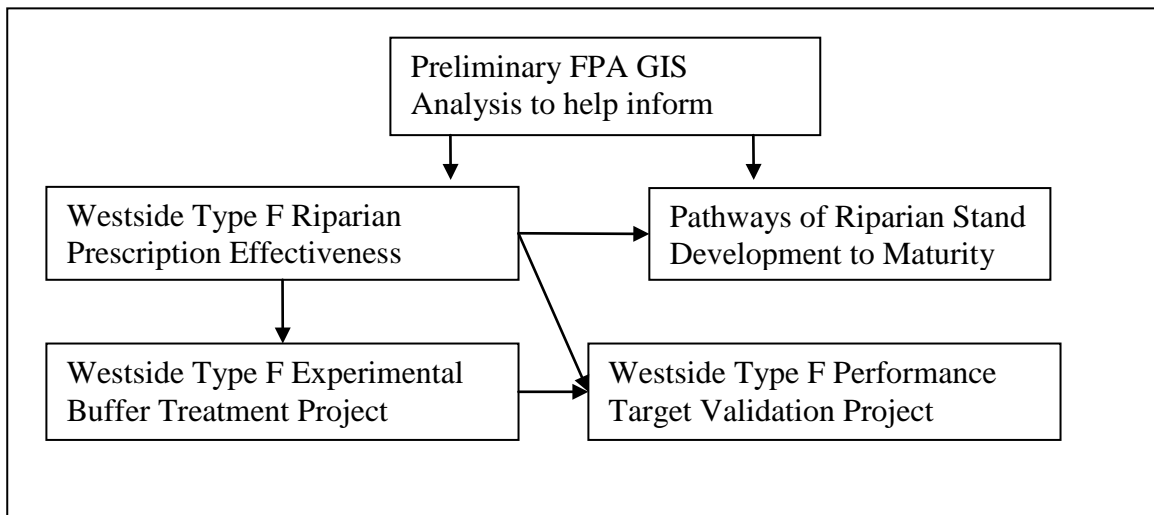 Preliminary FPA GIS
Analysis to help inform
Westside Type F Riparian
Prescription Effectiveness
Pathways of Riparian Stand
Development to Maturity
Westside Type F Experimental
Buffer Treatment Project
Westside Type F Performance
Target Validation Project